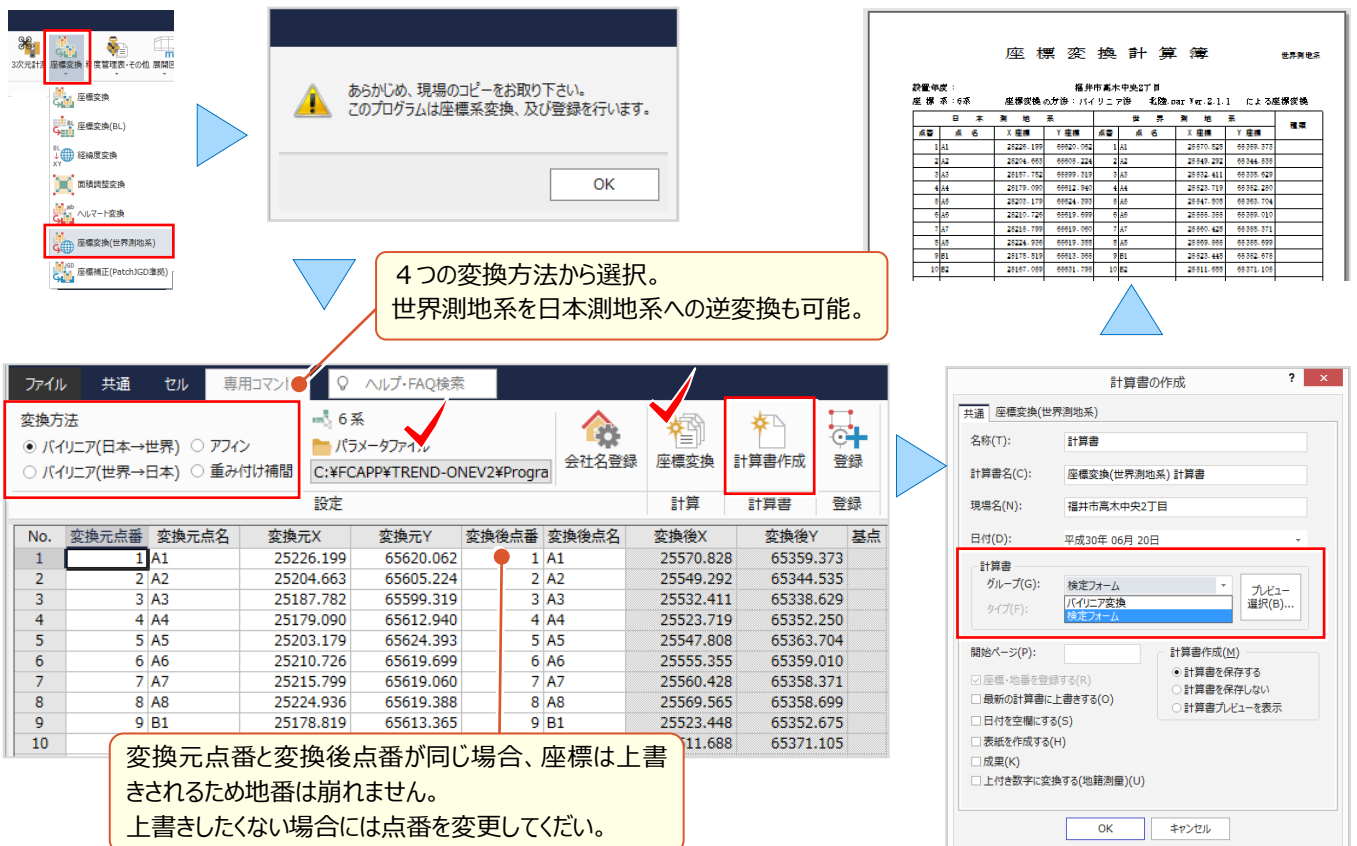 3次元計測
座標変換
精度管理表・その他
展開図
座標変換
座標変換(BL)
経緯度変換
面積調整変換
ヘルマート変換
座標変換(世界測地系)
座標補正(PatchJGD準拠)
あらかじめ、現場のコピーをお取り下さい。
このプログラムは座標系変換、及び登録を行います。
OK
座 標 変 換 計 算 簿
世界測地系
設置年度:
福井市高木中央2丁目
座 標 系:6系
座標変換の方法:バイリニア法
北陸.par Ver.2.1.1 による座標変換
日 本 測 地 系
世 界 測 地 系
種類
点番 点 名 X座標 Y座標 点番 点 名 X座標 Y座標
4つの変換方法から選択。
世界測地系を日本測地系への逆変換も可能。
ファイル 共通 セル 専用コマンド ヘルプ・FAQ検索
変換方法
バイリニア(日本→世界) アフィン
バイリニア(世界→日本) 重み付け補間
6系
パラメータファイル
C:¥FCAPP¥TREND-ONEV2¥Progra
会社名登録
座標変換
計算書作成
登録
設定 計算 計算書 登録
No. 変換元点番 変換元点名 変換元X 変換元Y 変換後点番 変換後点名 変換後X 変換後Y 基点
1 1 A1 25226.199 65620.062 1 A1 25570.828 65359.373
2 2 A2 25204.663 65605.224 2 A2 25549.292 65344.535
3 3 A3 25187.782 65599.319 3 A3 25532.411 65338.629
4 4 A4 25179.090 65612.940 4 A4 25523.719 65352.250
5 5 A5 25203.179 65624.393 5 A5 25547.808 65363.704
6 6 A6 25210.726 65619.699 6 A6 25555.355 65359.010
7 7 A7 25215.799 65619.060 7 A7 25560.428 65358.371
8 8 A8 25224.936 65619.388 8 A8 25569.565 65358.699
9 9 B1 25178.819 65613.365 9 B1 25523.448 65352.675
10 11.688 65371.105
変換元点番と変換後点番が同じ場合、座標は上書
きされるため地番は崩れません。
上書きしたくない場合には点番を変更してくだい。
計算書の作成 ? ×
共通 座標変換(世界測地系)
名称(T): 計算書
計算書名(C): 座標変換(世界測地系) 計算書
現場名(N): 福井市高木中央2丁目
日付(D): 平成30年 06月 20日
計算書
グループ(G): 検定フォーム
タイプ(F):
バイリニア変換
検定フォーム
プレビュー
選択(B)...
開始ページ(P):
計算書作成(M)
計算書を保存する
計算書を保存しない
計算書プレビューを表示
座標・地番を登録する(R)
最新の計算書に上書きする(O)
日付を空欄にする(S)
表紙を作成する(H)
成果(K)
上付き数字に変換する(地籍測量)(U)
OK キャンセル